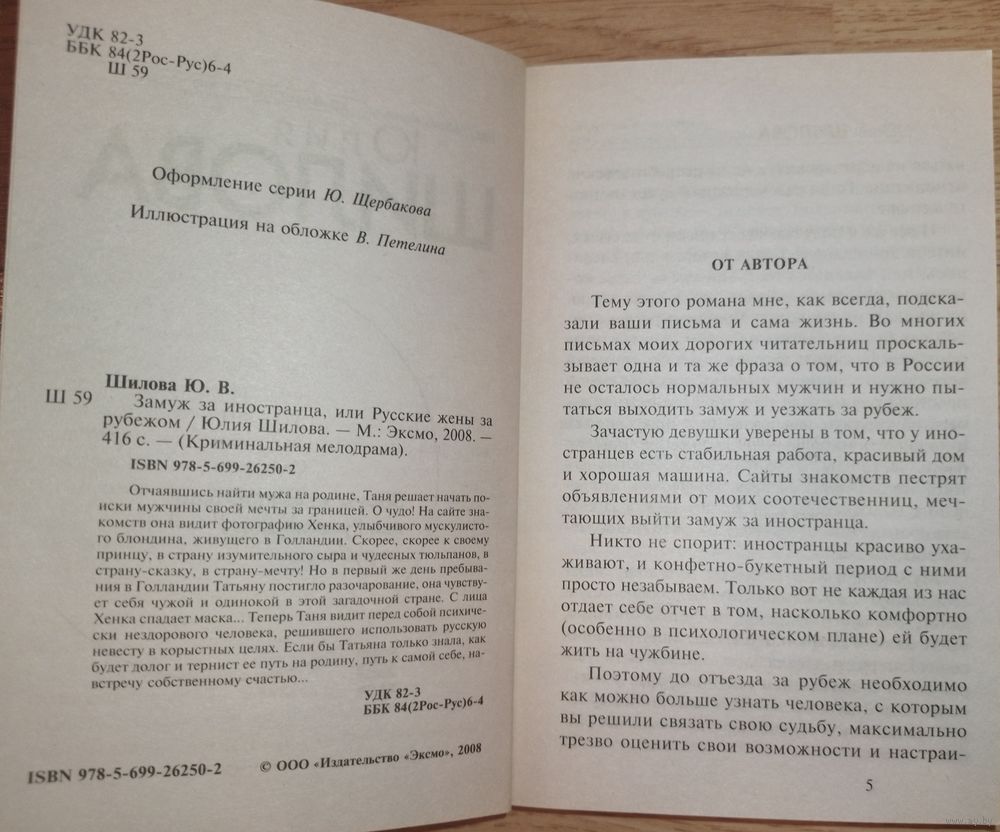 УДК 82-3
ББК 84(2Рос-Рус)6-4
Ш 59
Оформление серии Ю. Щербакова
Иллюстрация на обложке В. Петелина
Шилова Ю. В.
Ш 59
Замуж за иностранца, или Русские жены за
рубежом / Юлия Шилова. — М.: Эксмо, 2008. —
416 с. — (Криминальная мелодрама).
ISBN 978-5-699-26250-2
Отчаявшись найти мужа на родине, Таня решает начать по-
иски мужчины своей мечты за границей. О чудо! На сайте зна-
комств она видит фотографию Хенка, улыбчивого мускулисто-
го блондина, живущего в Голландии. Скорее, скорее к своему
принцу, в страну изумительного сыра и чудесных тюльпанов, в
страну-сказку, в страну-мечту! Но в первый же день пребыва-
ния в Голландии Татьяну постигло разочарование, она чувству-
ет себя чужой и одинокой в этой загадочной стране. С лица
Хенка спадает маска... Теперь Таня видит перед собой психиче-
ски нездорового человека, решившего использовать русскую
невесту в корыстных целях. Если бы Татьяна только знала, как
будет долог и тернист ее путь на родину, путь к самой себе, на-
встречу собственному счастью...
УДК 82-3
ББК 84(2Рос-Рус)6-4
ISBN 978-5-699-26250-2
© ООО «Издательство «Эксмо», 2008
ОТ АВТОРА
Тему этого романа мне, как всегда, подска-
зали ваши письма и сама жизнь. Во многих
письмах моих дорогих читательниц проскаль-
зывает одна и та же фраза о том, что в России
не осталось нормальных мужчин и нужно пы-
таться выходить замуж и уезжать за рубеж.
Зачастую девушки уверены в том, что у ино-
странцев есть стабильная работа, красивый дом
и хорошая машина. Сайты знакомств пестрят
объявлениями от моих соотечественниц, меч-
тающих выйти замуж за иностранца.
Никто не спорит: иностранцы красиво уха-
живают, и конфетно-букетный период с ними
просто незабываем. Только вот не каждая из нас
отдает себе отчет в том, насколько комфортно
(особенно в психологическом плане) ей будет
жить на чужбине.
Поэтому до отъезда за рубеж необходимо
как можно больше узнать человека, с которым
вы решили связать свою судьбу, максимально
трезво оценить свои возможности и настраи-
5
www.ay.by